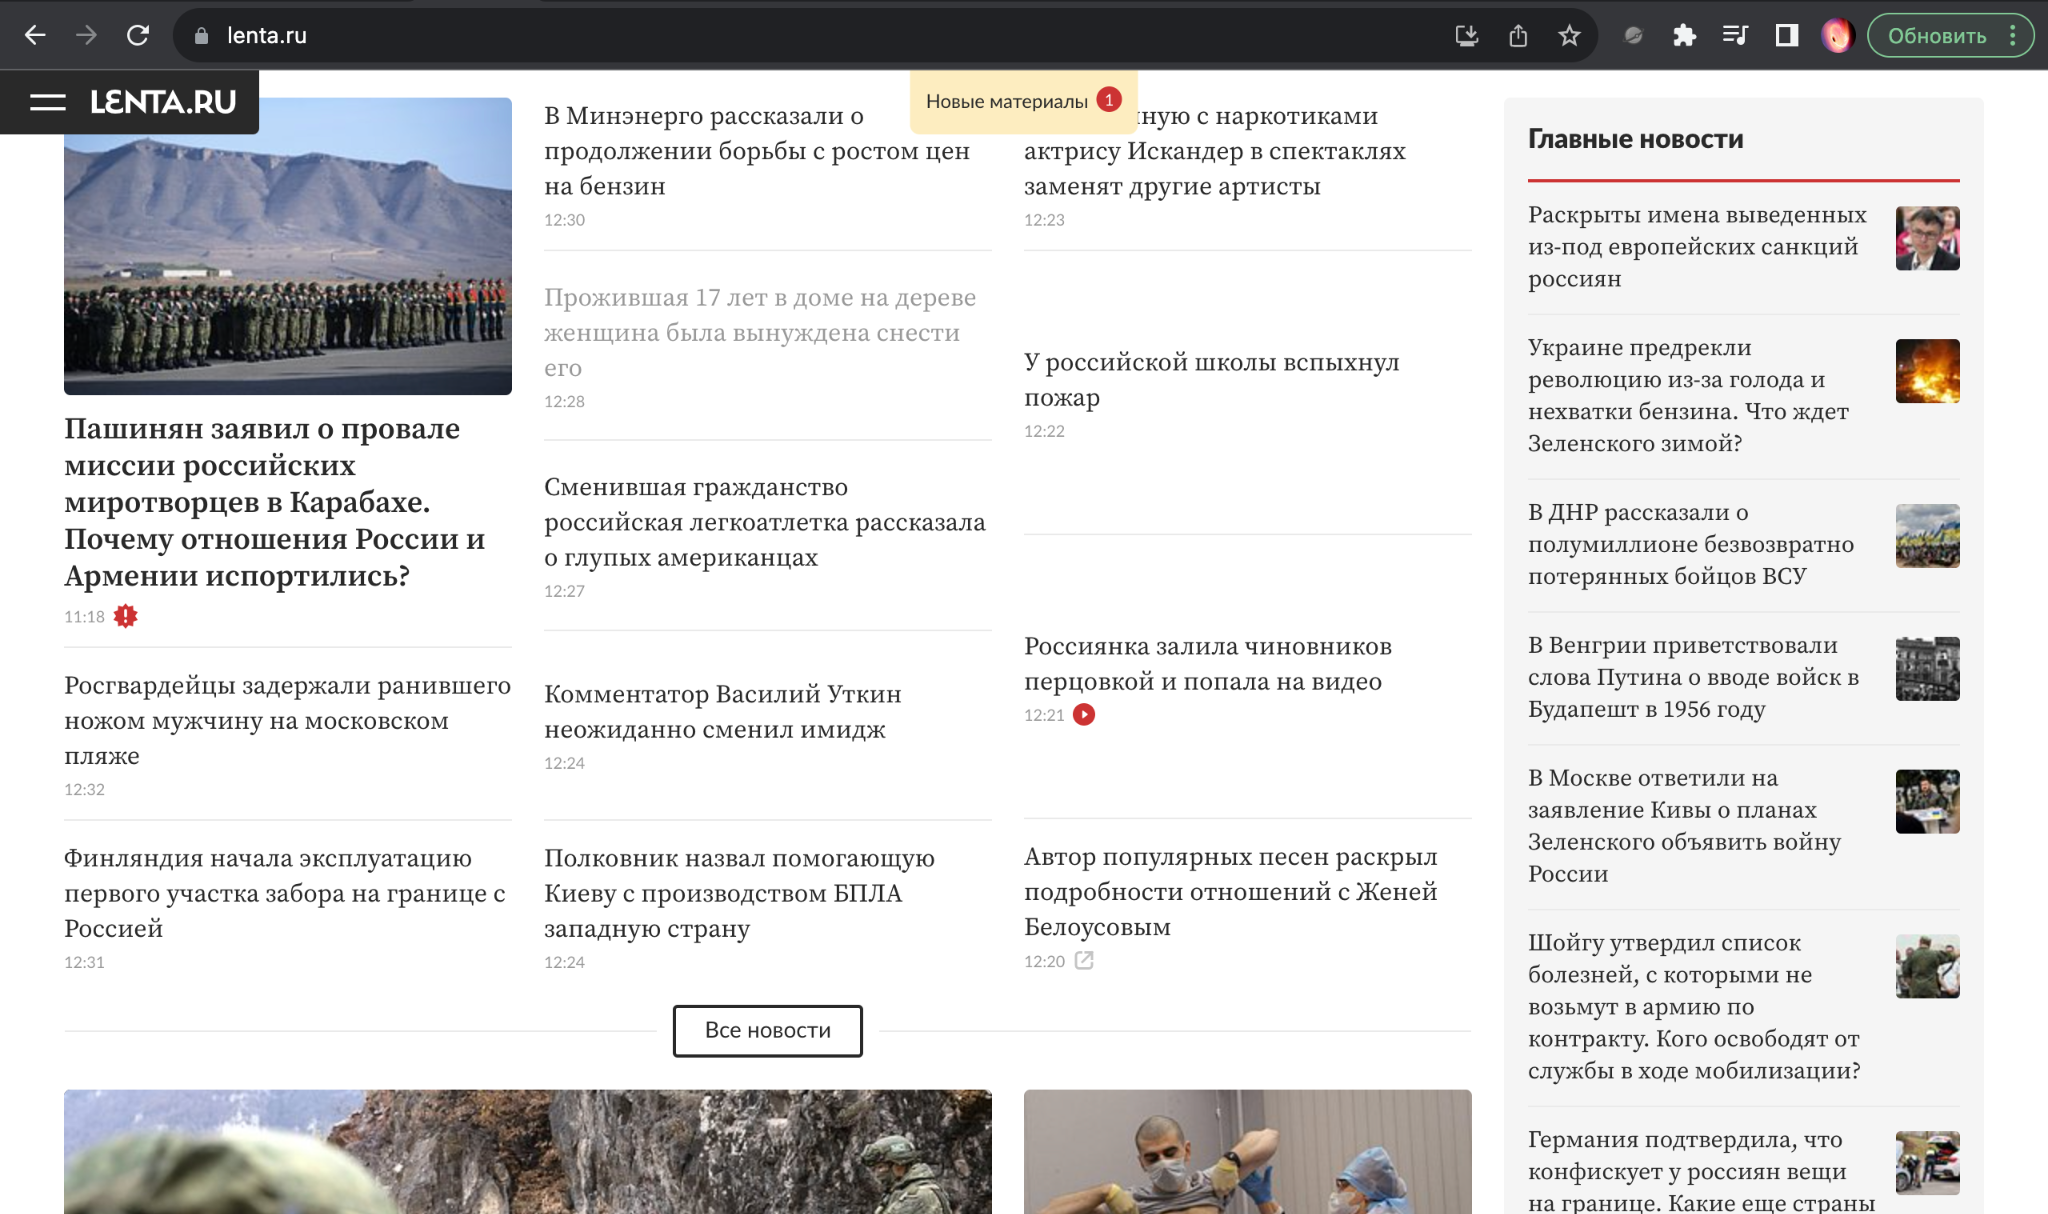 lenta.ru
Обновить
LENTA.RU
Новые материалы 1
Пашинян заявил о провале
миссии российских
миротворцев в Карабахе.
Почему отношения России и
Армении испортились?
11:18
Росгвардейцы задержали ранившего
ножом мужчину на московском
пляже
12:32
Финляндия начала эксплуатацию
первого участка забора на границе с
Россией
12:31
В Минэнерго рассказали о
продолжении борьбы с ростом цен
на бензин
12:30
Прожившая 17 лет в доме на дереве
женщина была вынуждена снести
его
12:28
Сменившая гражданство
российская легкоатлетка рассказала
о глупых американцах
12:27
Комментатор Василий Уткин
неожиданно сменил имидж
12:24
Полковник назвал помогающую
Киеву с производством БПЛА
западную страну
12:24
с наркотиками
актрису Искандер в спектаклях
заменят другие артисты
12:23
У российской школы вспыхнул
пожар
12:22
Россиянка залила чиновников
перцовкой и попала на видео
12:21
Автор популярных песен раскрыл
подробности отношений с Женей
Белоусовым
12:20
Все новости
Главные новости
Раскрыты имена выведенных
из-под европейских санкций
россиян
Украине предрекли
революцию из-за голода и
нехватки бензина. Что ждет
Зеленского зимой?
В ДНР рассказали о
полумиллионе безвозвратно
потерянных бойцов ВСУ
В Венгрии приветствовали
слова Путина о вводе войск в
Будапешт в 1956 году
В Москве ответили на
заявление Кивы о планах
Зеленского объявить войну
России
Шойгу утвердил список
болезней, с которыми не
возьмут в армию по
контракту. Кого освободят от
службы в ходе мобилизации?
Германия подтвердила, что
конфискует у россиян вещи
на границе. Какие еще страны